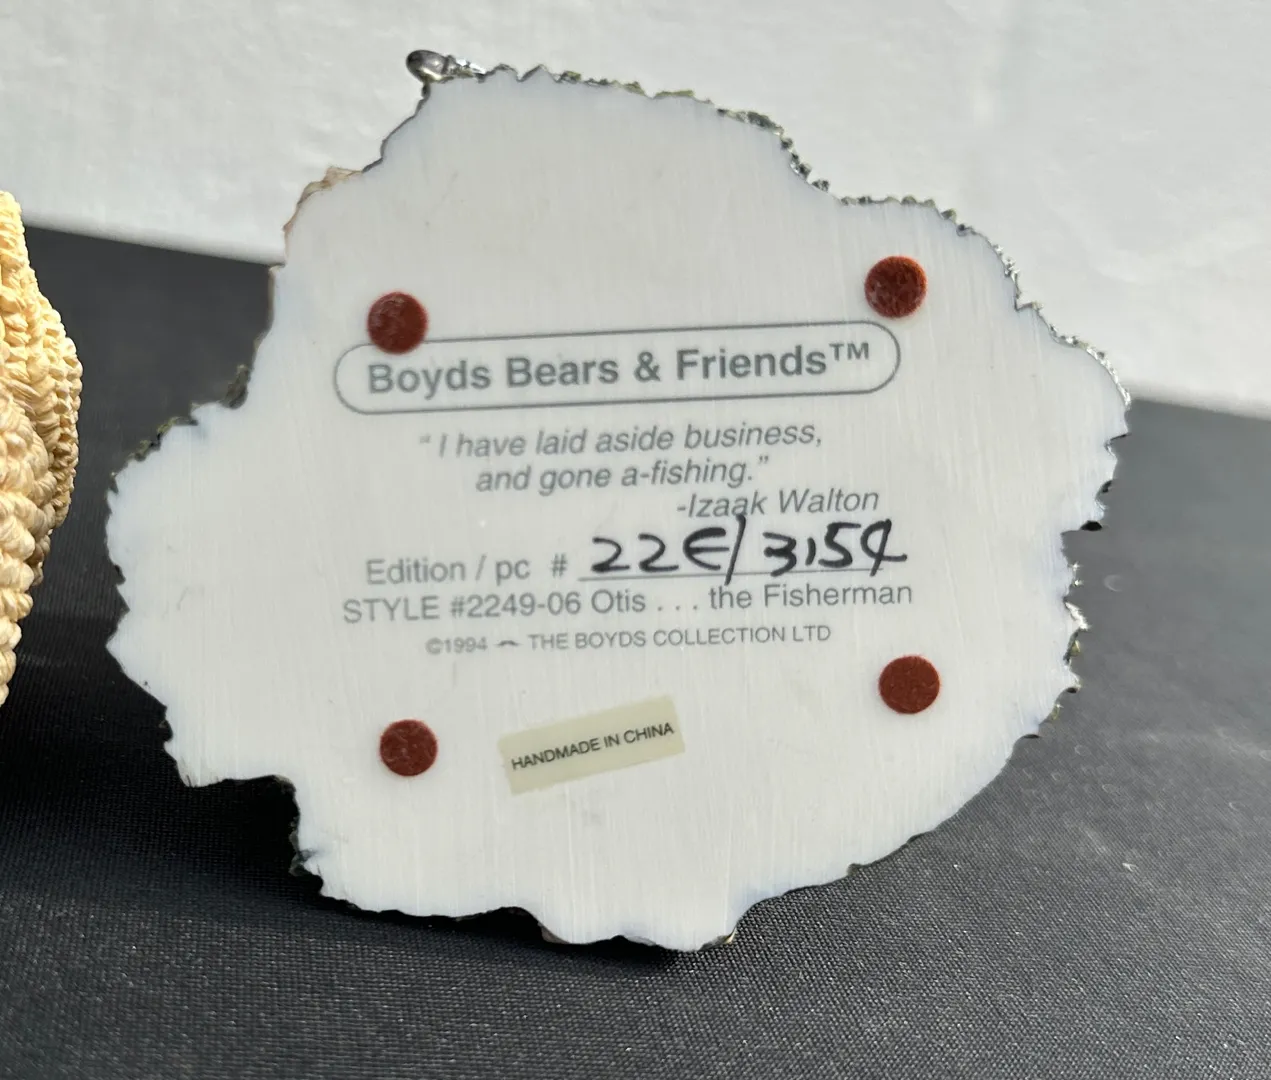 Boyds Bears & Friends™
"I have laid aside business,
and gone a-fishing."
-Izaak Walton
Edition / pc # 22E/3154
STYLE #2249-06 Otis . . . the Fisherman
©1994 THE BOYDS COLLECTION LTD
HANDMADE IN CHINA